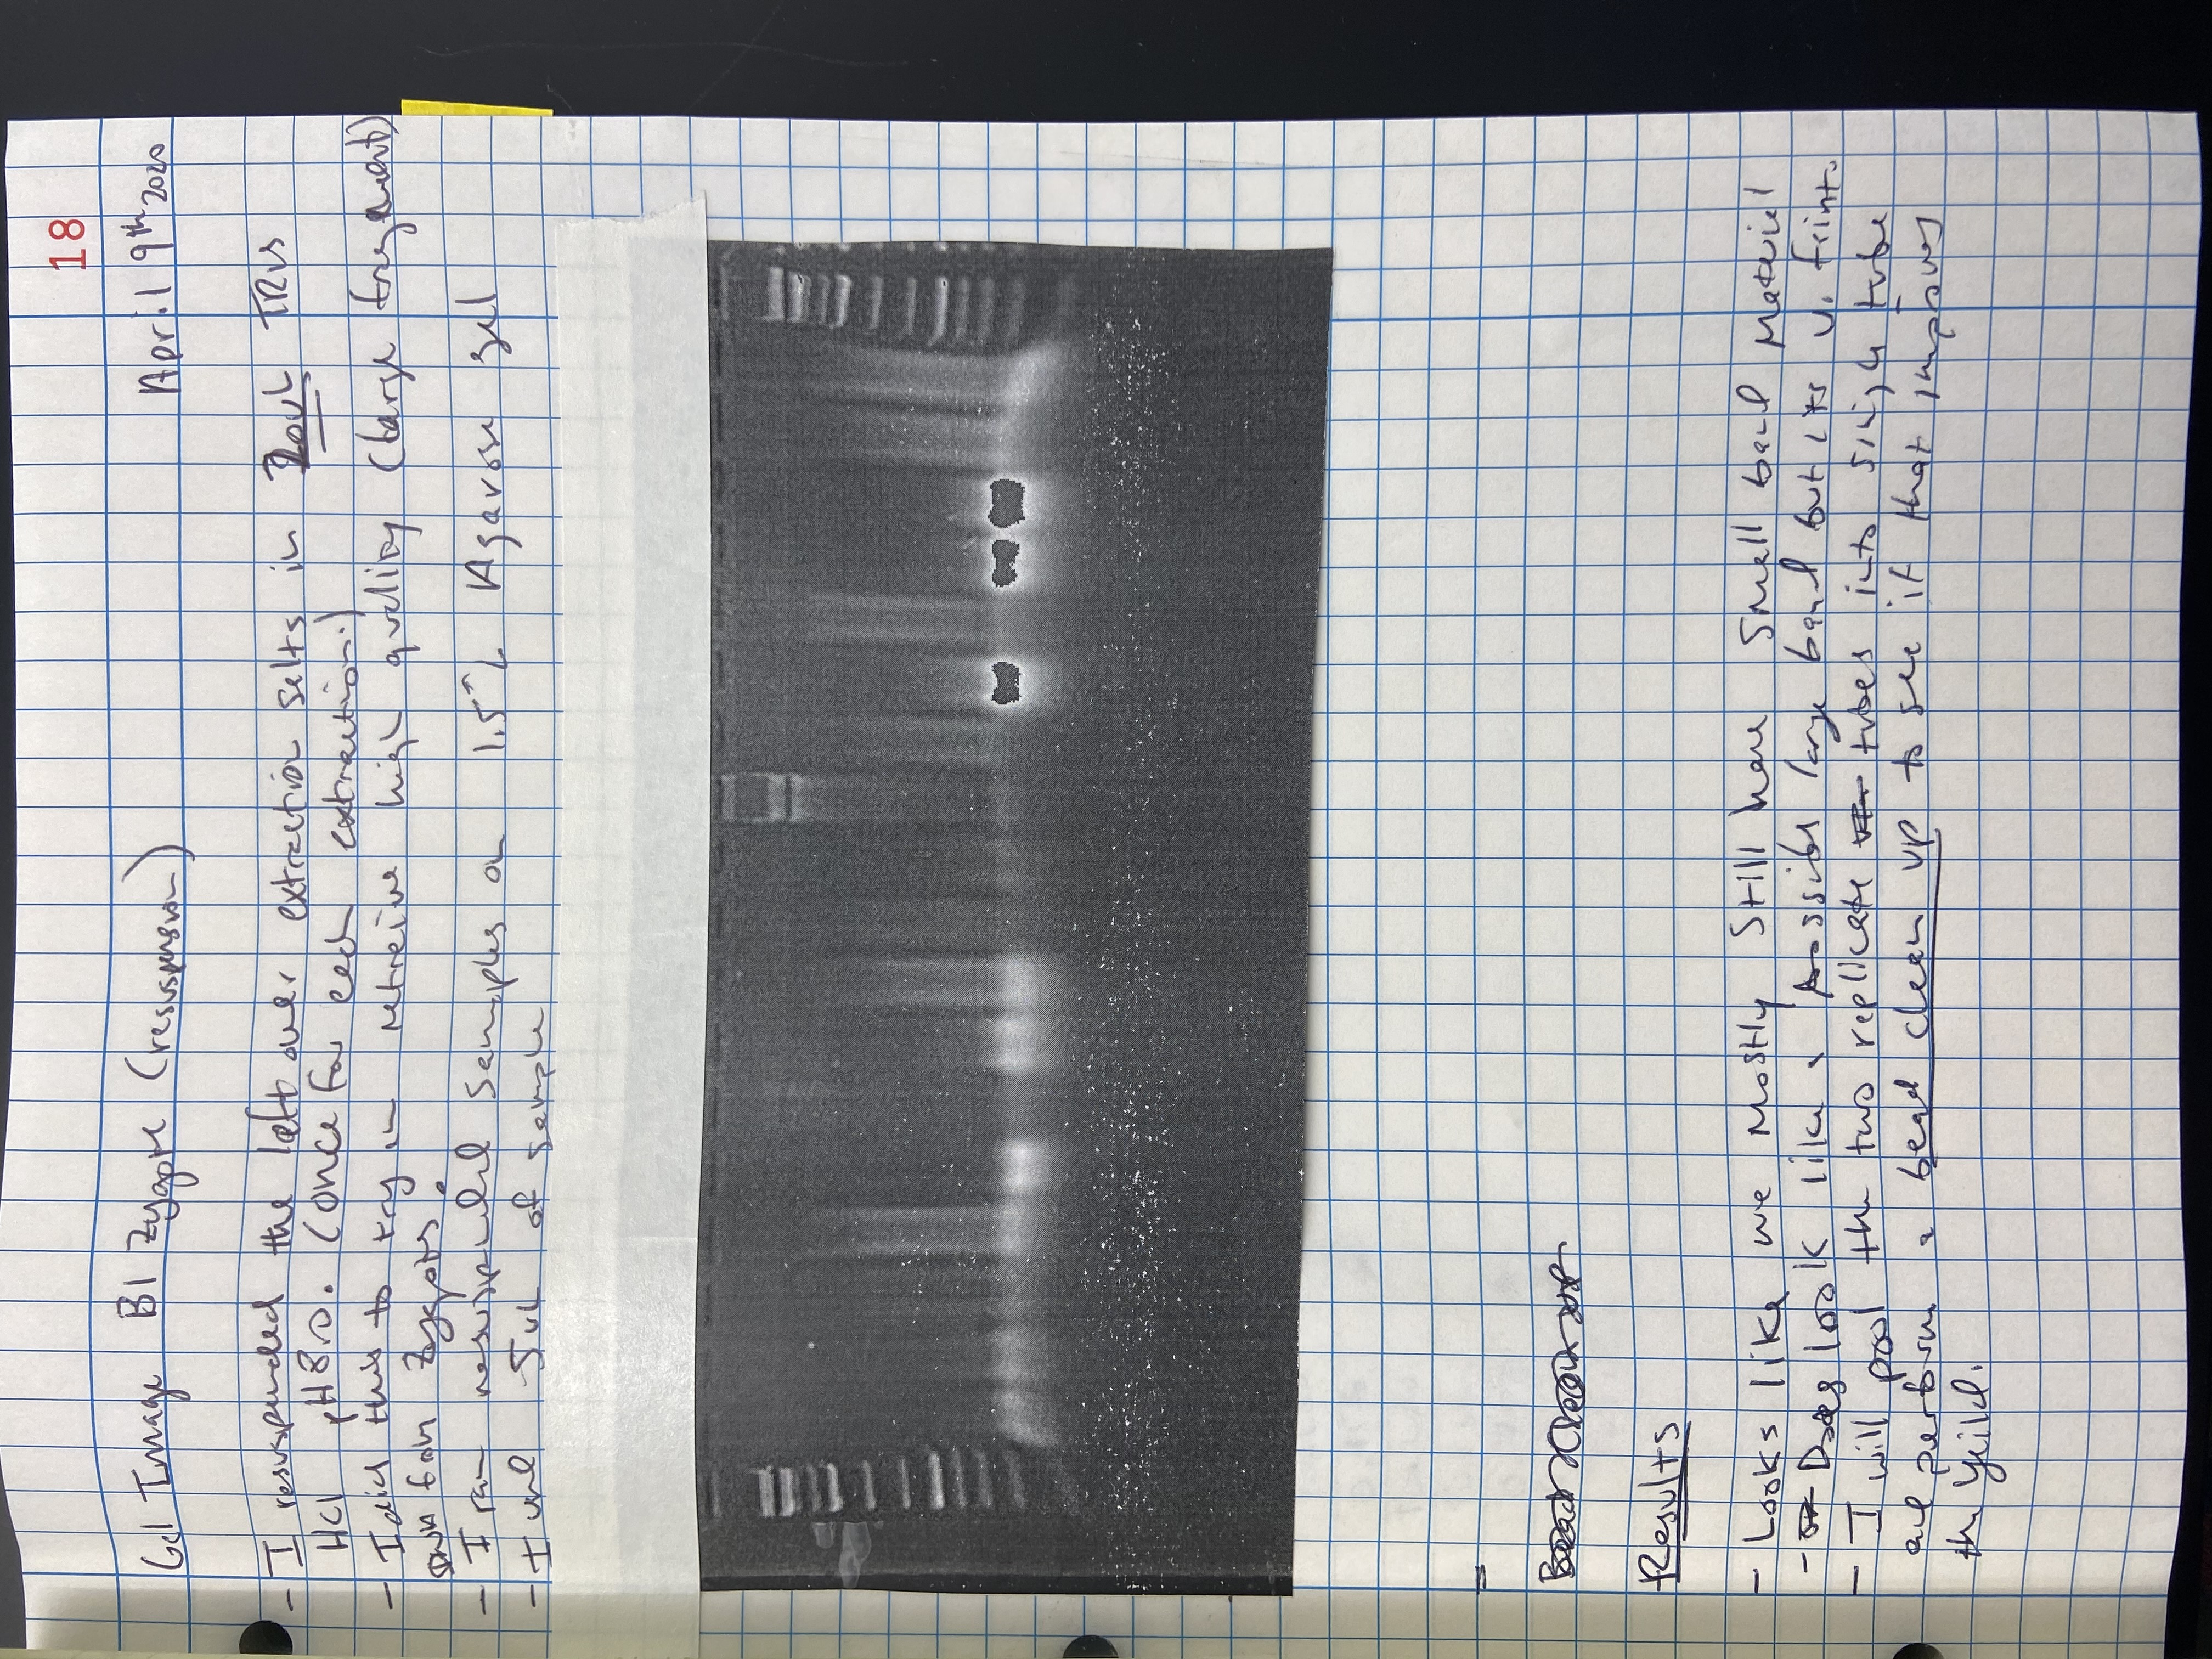 18
Gel Image B1 Zygote (resuspension)
April 9th 2020
- I resuspended the left over extraction salts in 20uL TRIS
HCl pH 8.0. (once for each extraction.)
- I did this to try in retreive high quality (large fragment)
DNA from Zygotes.
- I ran resuspended samples on 1.5% Agarose gel
- I used 5uL of sample
=
Bead Clean up
Results
- Looks like we Mostly Still have Small band Material
- Does look like a possible large band but its v. faint.
- I will pool the two replicate tubes into single tube
and perform a bead clean up to see if that improves
the yeild.